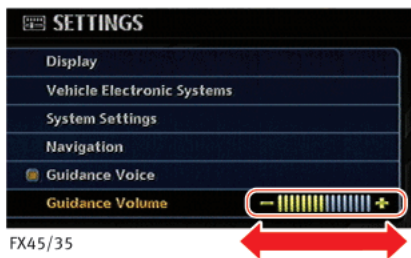 SETTINGS
Display
Vehicle Electronic Systems
System Settings
Navigation
Guidance Voice
Guidance Volume − +
FX45/35